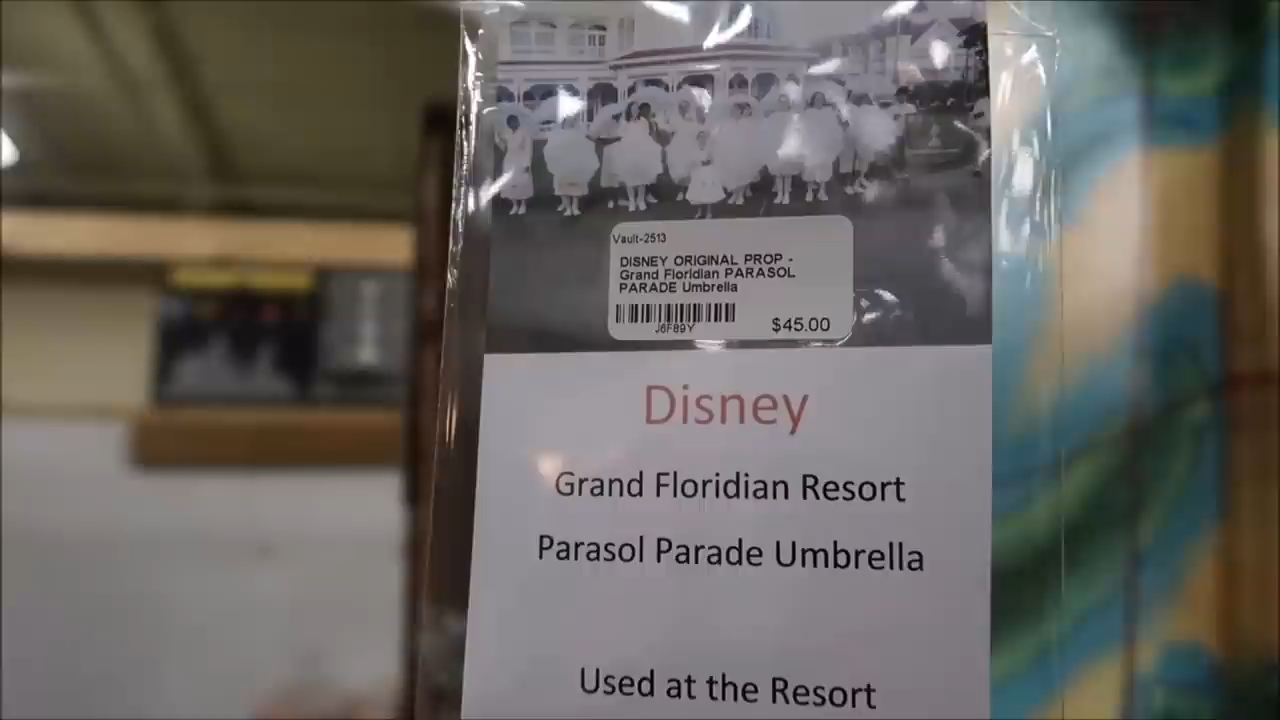 Vault-2513
DISNEY ORIGINAL PROP -
Grand Floridian PARASOL
PARADE Umbrella
J6F89Y
$45.00
Disney
Grand Floridian Resort
Parasol Parade Umbrella
Used at the Resort